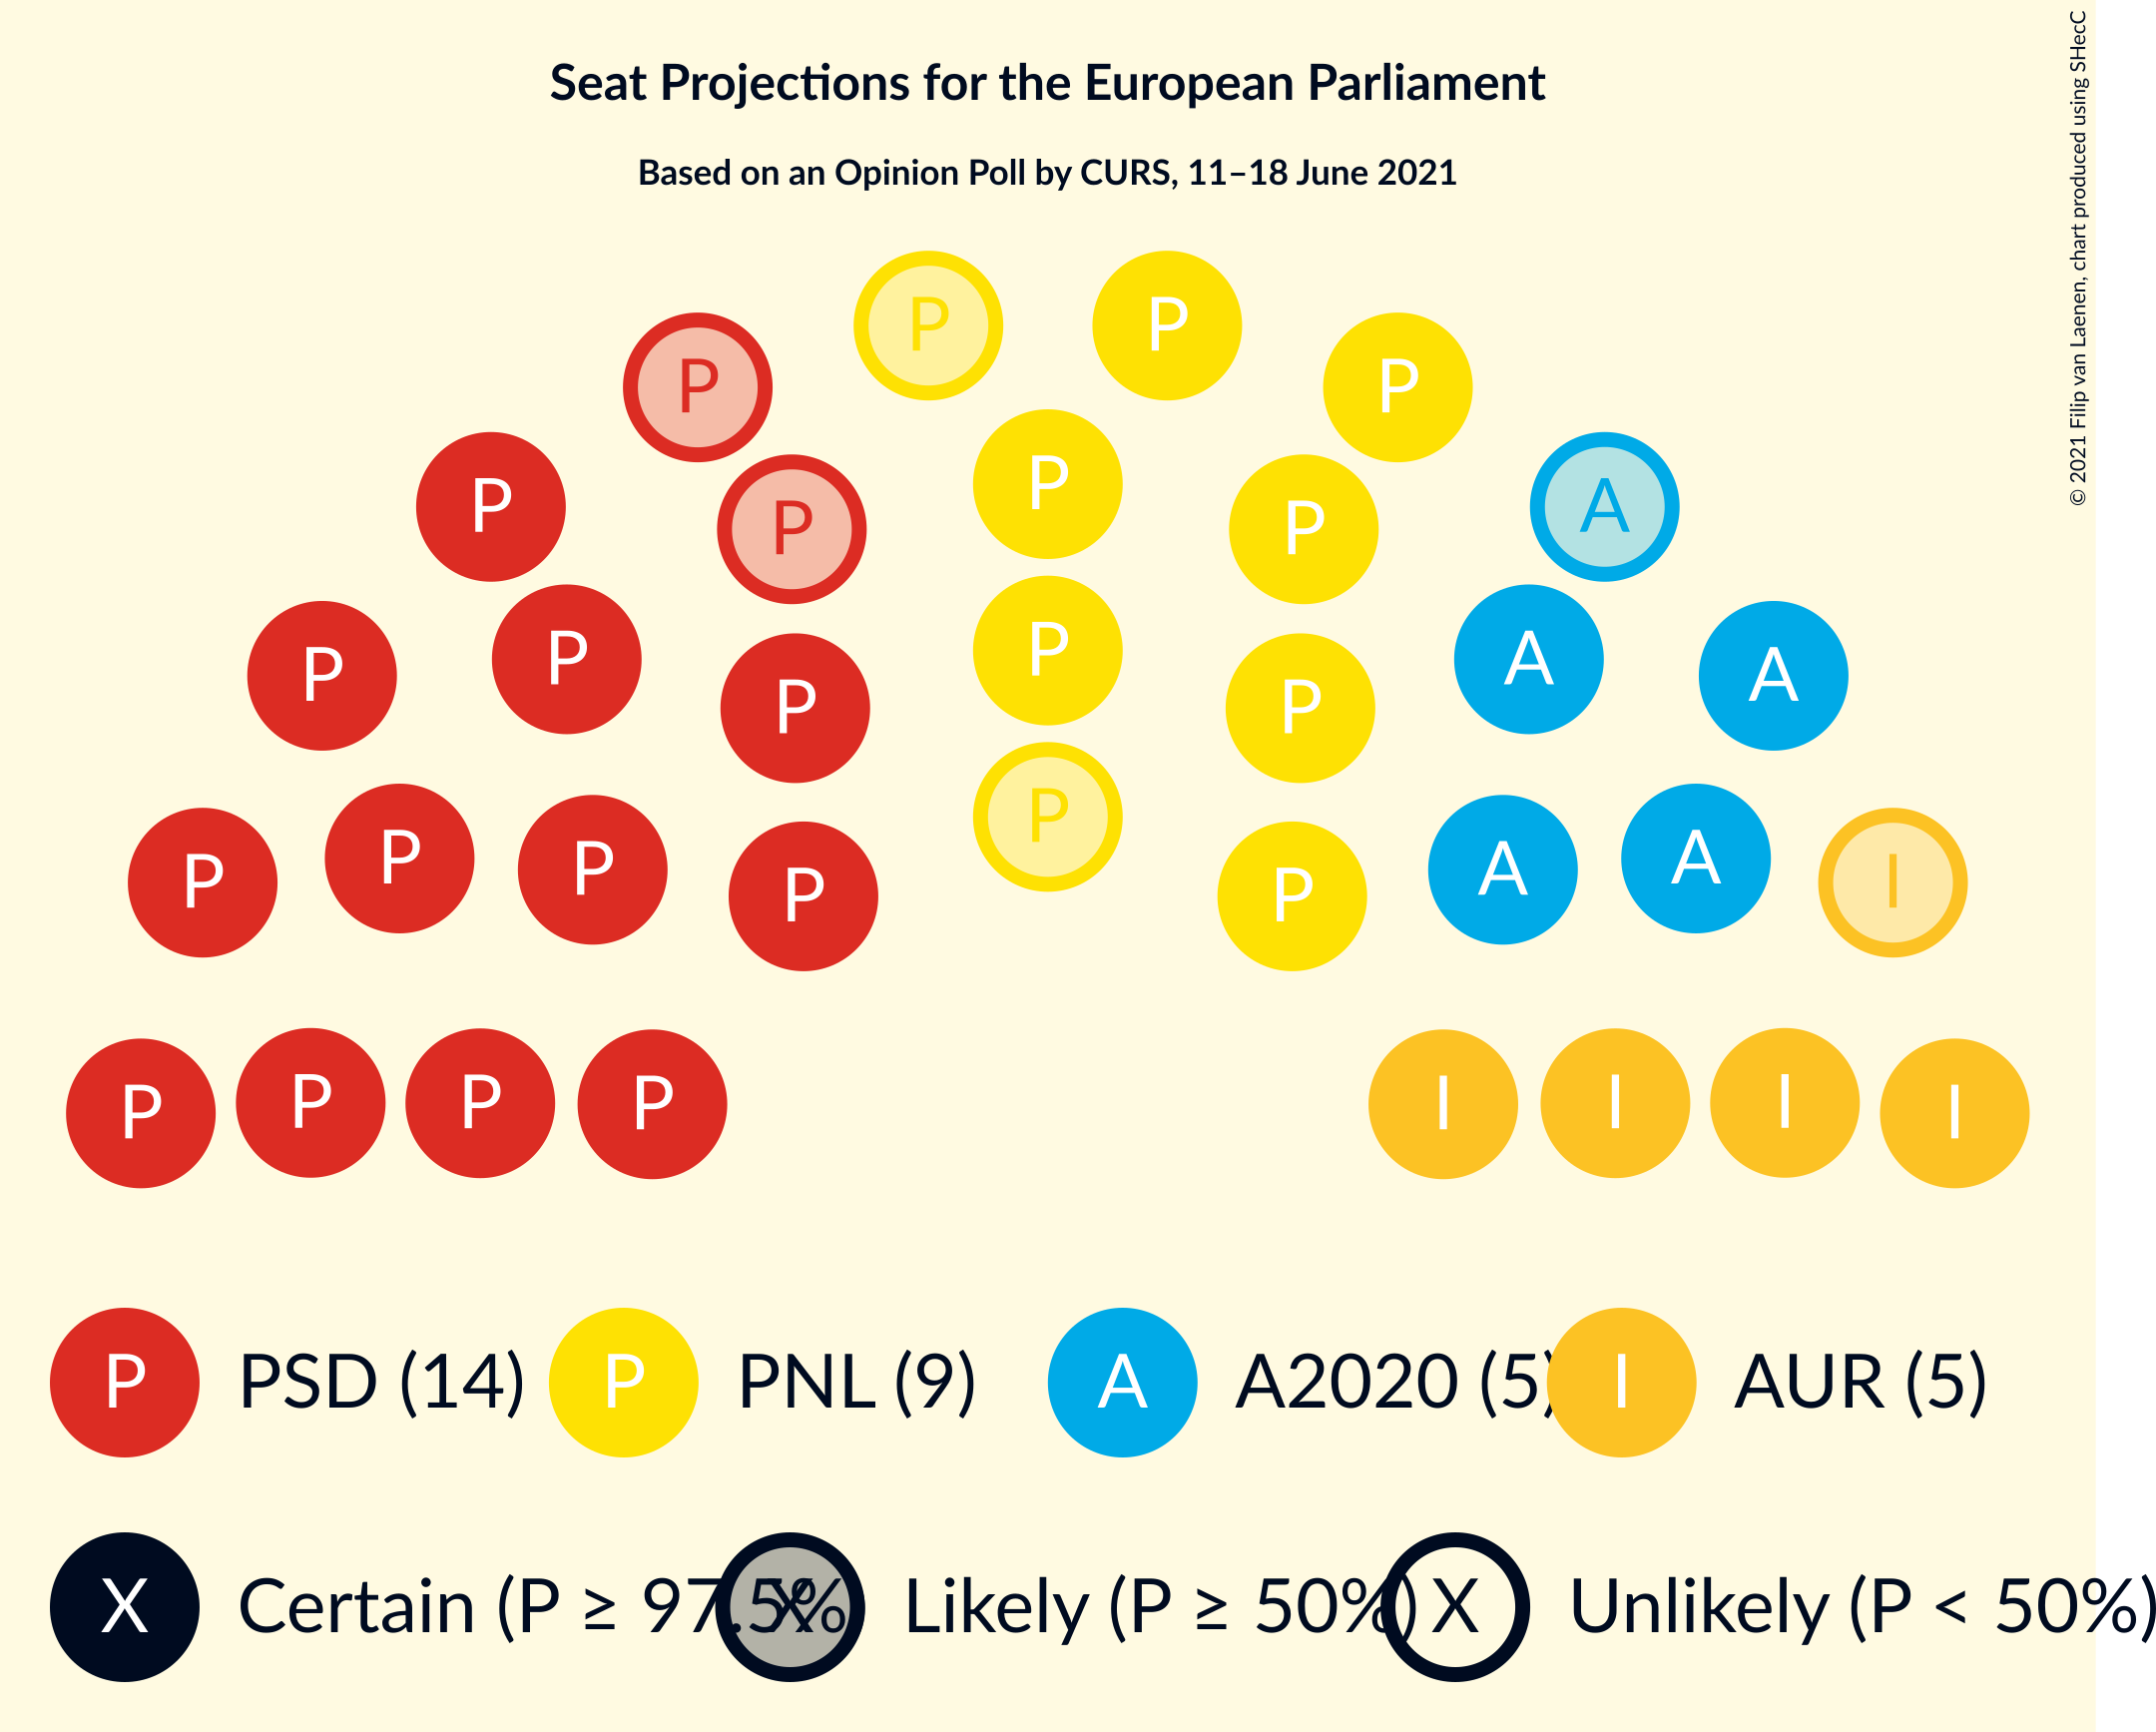 Seat Projections for the European Parliament
Based on an Opinion Poll by CURS, 11–18 June 2021
© 2021 Filip van Laenen, chart produced using SHecC
P P
P P
P A
P P P
P A
P P A
P P
P P P A A
P P A I
P P
P P P P I I I I
P PSD (14) P PNL (9) A A2020 (5) I AUR (5)
X Certain (P ≥ 97.5% X Likely (P ≥ 50%) X Unlikely (P < 50%)